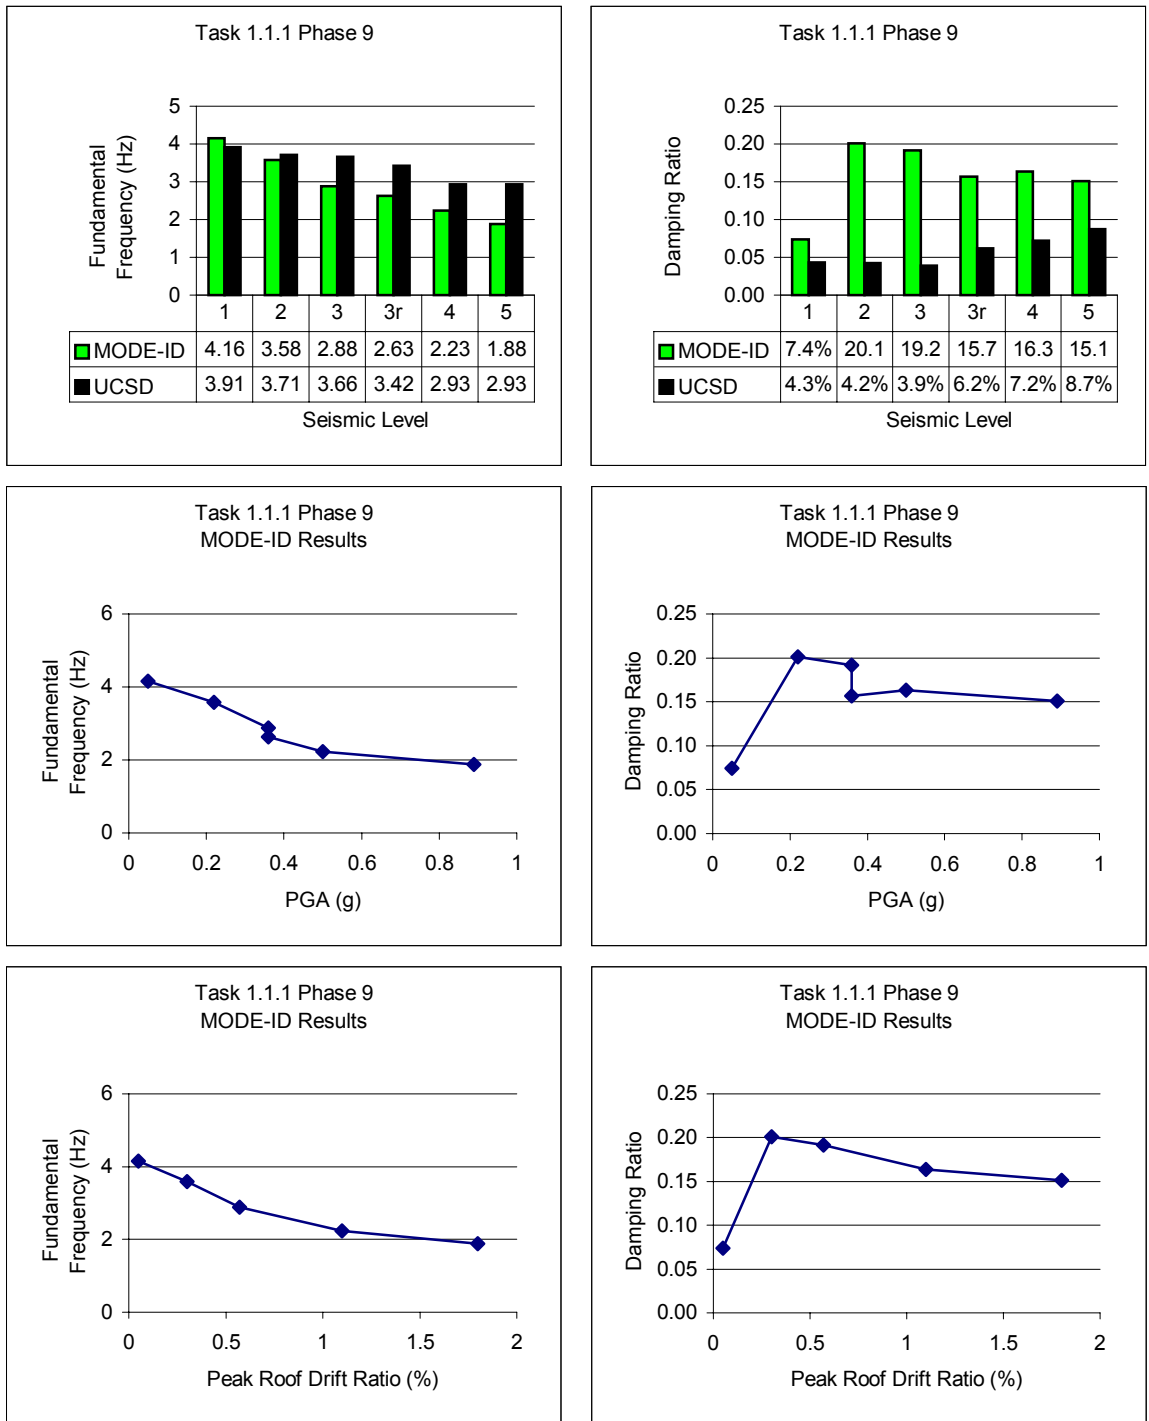 Task 1.1.1 Phase 9
Fundamental
Frequency (Hz)
5
4
3
2
1
0
1 2 3 3r 4 5
MODE-ID 4.16 3.58 2.88 2.63 2.23 1.88
UCSD 3.91 3.71 3.66 3.42 2.93 2.93
Seismic Level
Task 1.1.1 Phase 9
Damping Ratio
0.25
0.20
0.15
0.10
0.05
0.00
1 2 3 3r 4 5
MODE-ID 7.4% 20.1 19.2 15.7 16.3 15.1
UCSD 4.3% 4.2% 3.9% 6.2% 7.2% 8.7%
Seismic Level
Task 1.1.1 Phase 9
MODE-ID Results
Fundamental
Frequency (Hz)
6
4
2
0
0 0.2 0.4 0.6 0.8 1
PGA (g)
Task 1.1.1 Phase 9
MODE-ID Results
Damping Ratio
0.25
0.20
0.15
0.10
0.05
0.00
0 0.2 0.4 0.6 0.8 1
PGA (g)
Task 1.1.1 Phase 9
MODE-ID Results
Fundamental
Frequency (Hz)
6
4
2
0
0 0.5 1 1.5 2
Peak Roof Drift Ratio (%)
Task 1.1.1 Phase 9
MODE-ID Results
Damping Ratio
0.25
0.20
0.15
0.10
0.05
0.00
0 0.5 1 1.5 2
Peak Roof Drift Ratio (%)